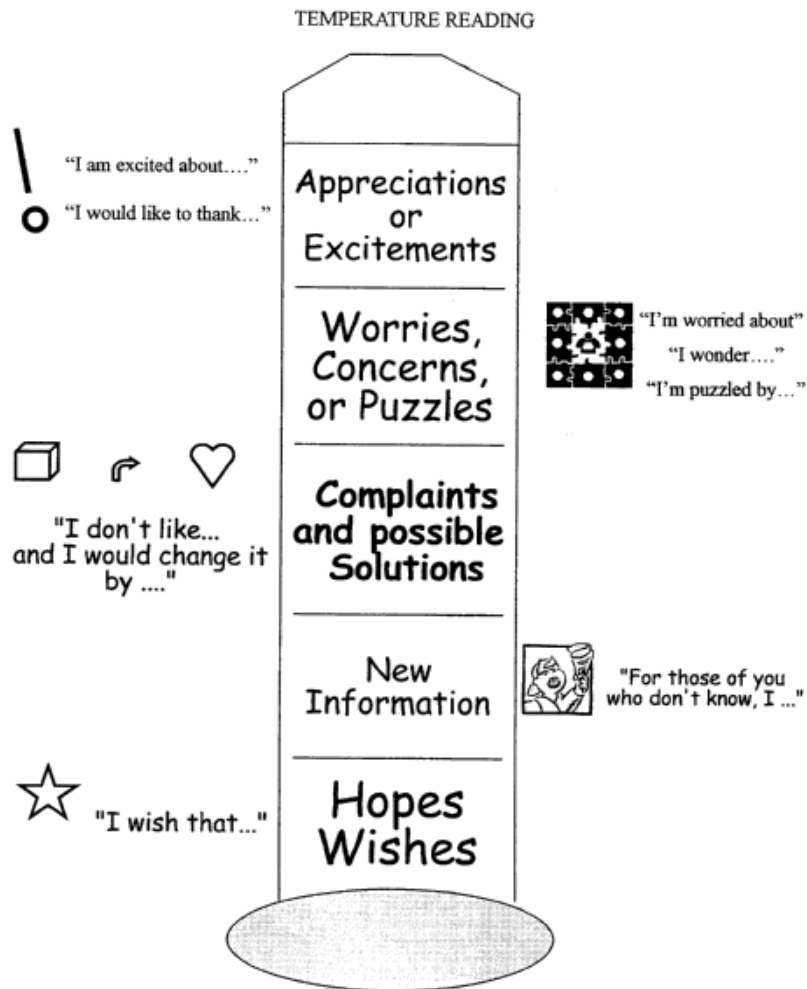 TEMPERATURE READING
“I am excited about....”
“I would like to thank...”
Appreciations
or
Excitements
Worries,
Concerns,
or Puzzles
“I'm worried about”
“I wonder....”
“I'm puzzled by...”
"I don't like...
and I would change it
by ...."
Complaints
and possible
Solutions
New
Information
"For those of you
who don't know, I ..."
"I wish that..."
Hopes
Wishes